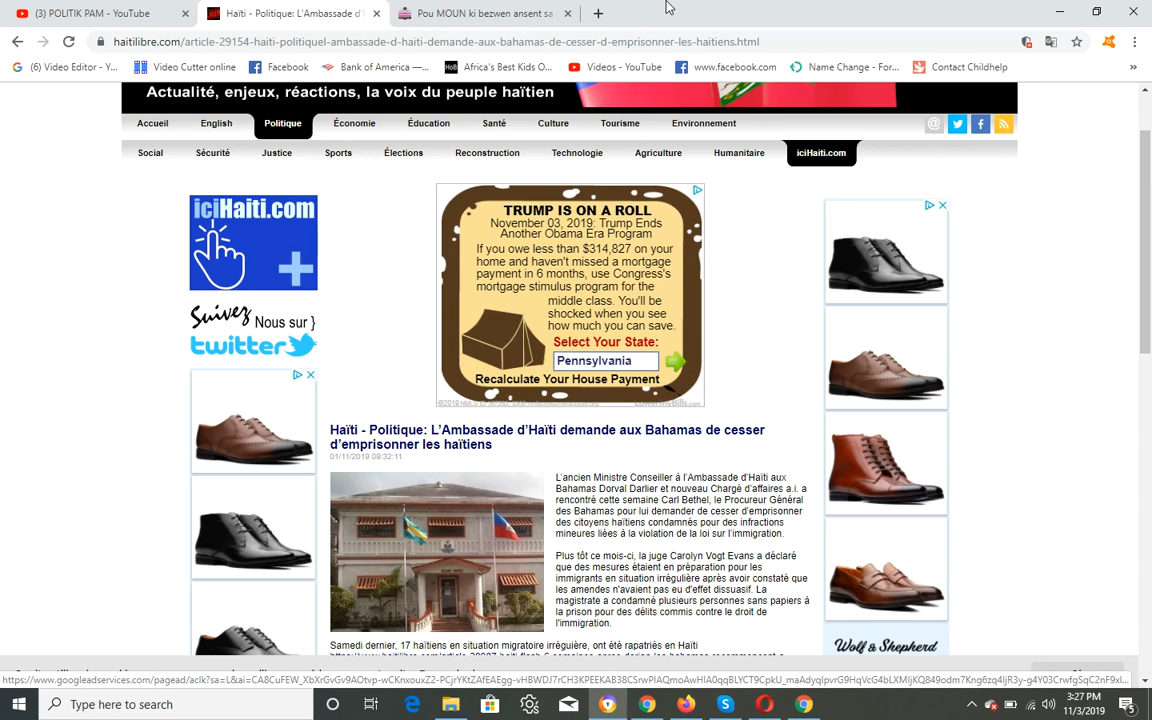 (3) POLITIK PAM - YouTube
Haïti - Politique: L'Ambassade d'H
Pou MOUN ki bezwen ansent sa
haitilibre.com/article-29154-haiti-politiquel-ambassade-d-haiti-demande-aux-bahamas-de-cesser-d-emprisonner-les-haitiens.html
(6) Video Editor - Y...
Video Cutter online
Facebook
Bank of America —...
Africa's Best Kids O...
Videos - YouTube
www.facebook.com
Name Change - For...
Contact Childhelp
Actualité, enjeux, réactions, la voix du peuple haïtien
Accueil English Politique Économie Éducation Santé Culture Tourisme Environnement
Social Sécurité Justice Sports Élections Reconstruction Technologie Agriculture Humanitaire iciHaiti.com
iciHaiti.com
Suivez Nous sur }
twitter
TRUMP IS ON A ROLL
November 03, 2019: Trump Ends
Another Obama Era Program
If you owe less than $314,827 on your
home and haven't missed a mortgage
payment in 6 months, use Congress's
mortgage stimulus program for the
middle class. You'll be
shocked when you see
how much you can save.
Select Your State:
Pennsylvania
Recalculate Your House Payment
Haïti - Politique: L'Ambassade d'Haïti demande aux Bahamas de cesser
d'emprisonner les haïtiens
01/11/2019 09:32:11
L'ancien Ministre Conseiller à l'Ambassade d'Haïti aux
Bahamas Dorval Darlier et nouveau Chargé d'affaires a.i. a
rencontré cette semaine Carl Bethel, le Procureur Général
des Bahamas pour lui demander de cesser d'emprisonner
des citoyens haïtiens condamnés pour des infractions
mineures liées à la violation de la loi sur l'immigration.
Plus tôt ce mois-ci, la juge Carolyn Vogt Evans a déclaré
que des mesures étaient en préparation pour les
immigrants en situation irrégulière après avoir constaté que
les amendes n'avaient pas eu d'effet dissuasif. La
magistrate a condamné plusieurs personnes sans papiers à
la prison pour des délits commis contre le droit de
l'immigration.
Samedi dernier, 17 haïtiens en situation migratoire irréguière, ont été rapatriés en Haïti
Wolf & Shepherd
Type here to search
3:27 PM
11/3/2019
5